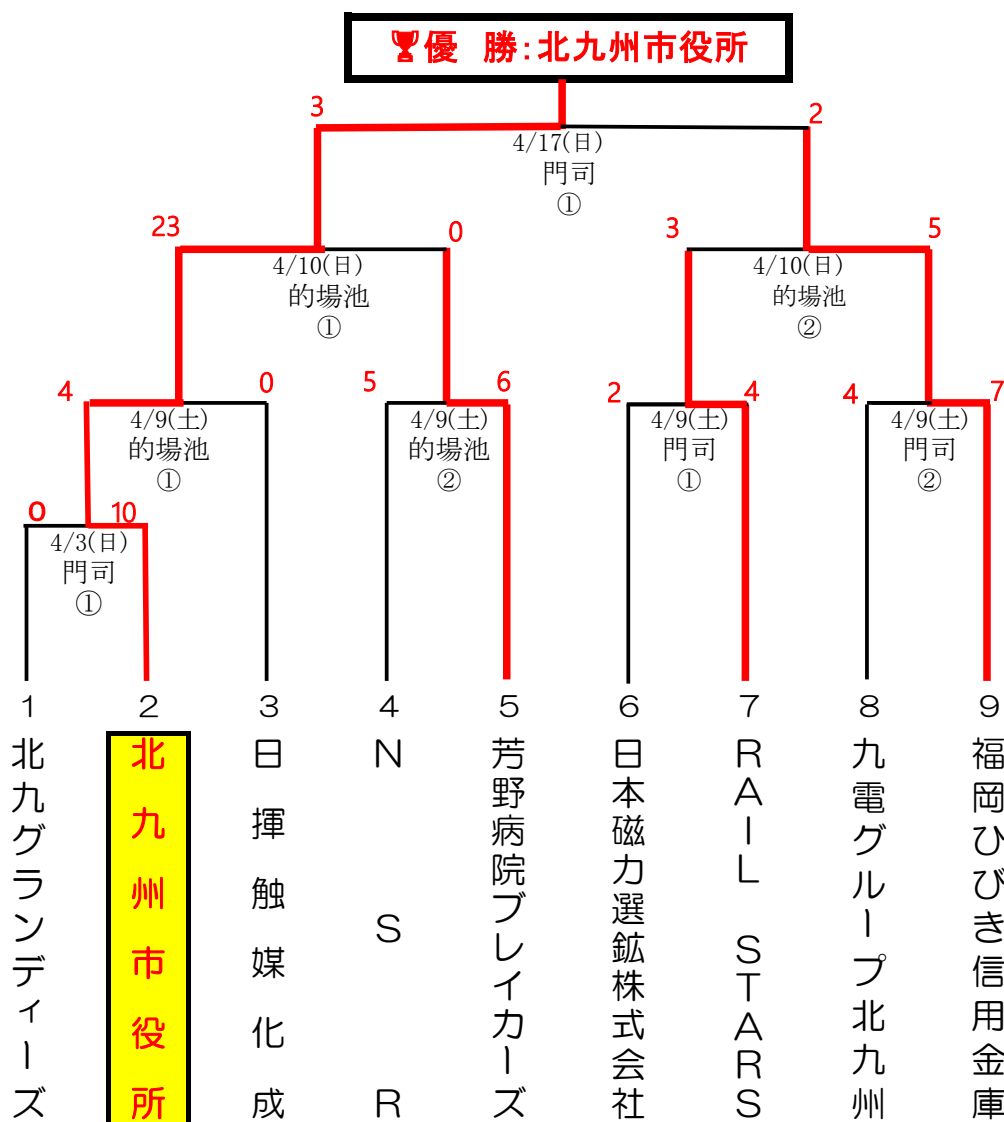 🏆優 勝:北九州市役所
3
2
4/17(日)
門司
①
23
0
3
5
4/10(日)
的場池
①
4/10(日)
的場池
②
4
0
5
6
2
4
4
7
4/9(土)
的場池
①
4/9(土)
的場池
②
4/9(土)
門司
①
4/9(土)
門司
②
0
10
4/3(日)
門司
①
1
2
3
4
5
6
7
8
9
北九グランディーズ
北九州市役所
日揮触媒化成
NSR
芳野病院ブレイカーズ
日本磁力選鉱株式会社
RAIL STARS
九電グループ北九州
福岡ひびき信用金庫